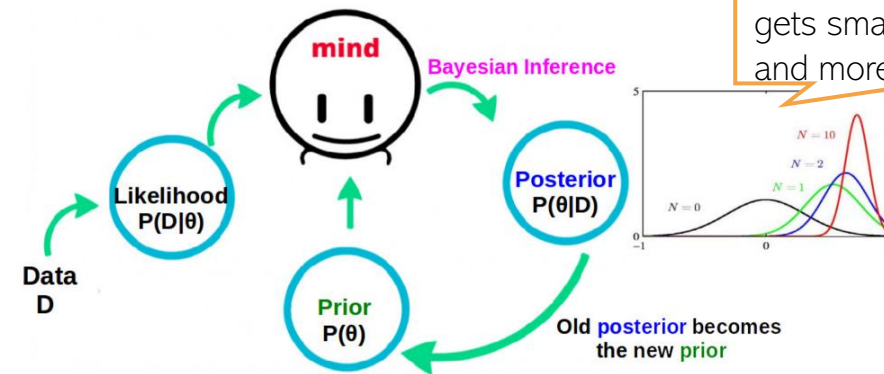 gets sma
and more
mind
Bayesian Inference
Likelihood
P(D|θ)
Posterior
P(θ|D)
Data
D
Prior
P(θ)
Old posterior becomes
the new prior
5
N = 10
N = 2
N = 1
N = 0
0
−1
0